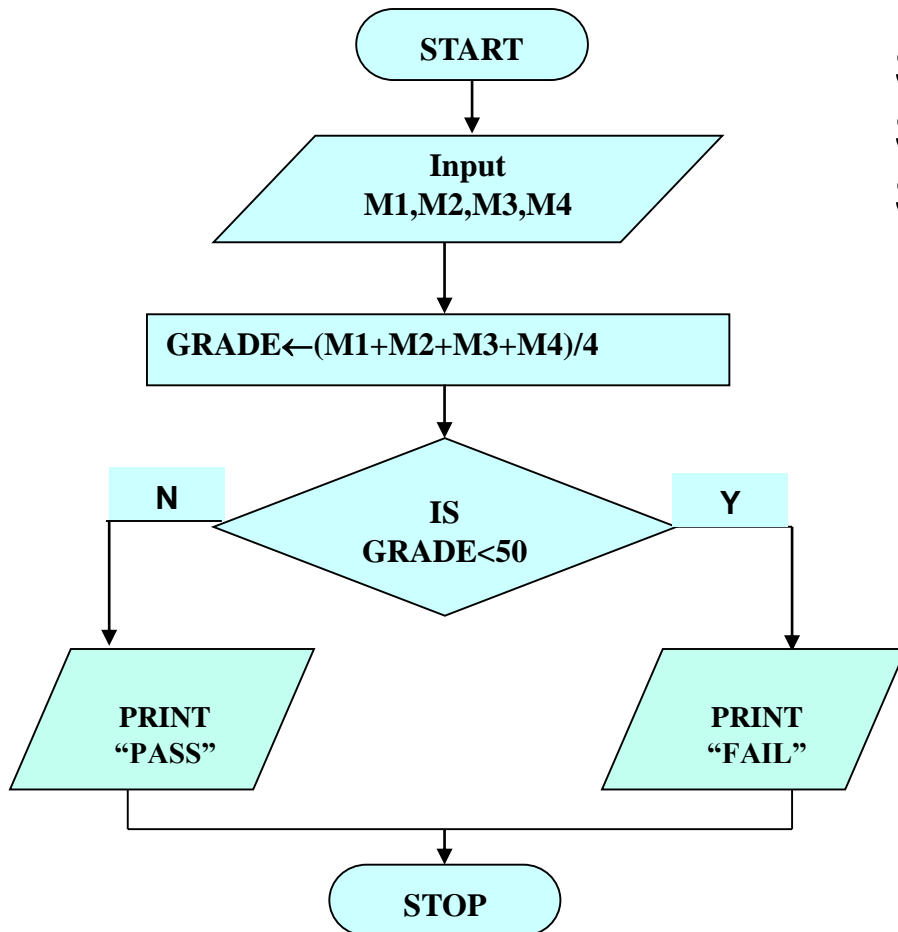 START
Input
M1,M2,M3,M4
GRADE←(M1+M2+M3+M4)/4
N
Y
IS
GRADE<50
PRINT
“PASS”
PRINT
“FAIL”
STOP